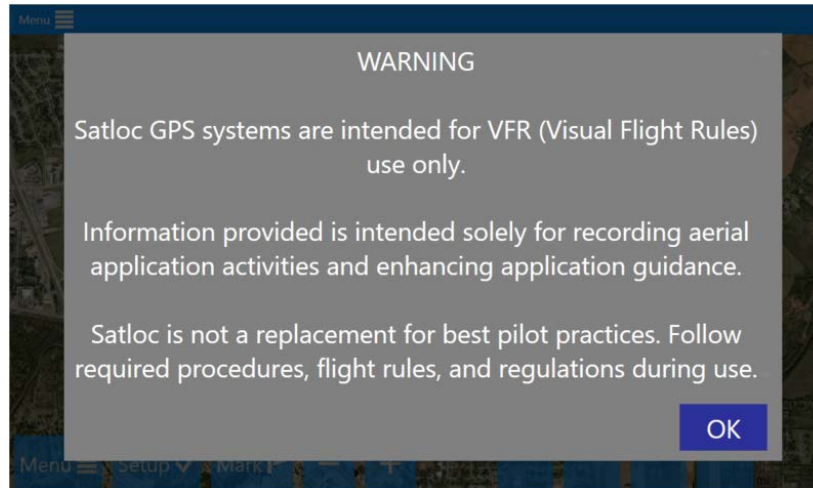 Menu
WARNING
Satloc GPS systems are intended for VFR (Visual Flight Rules)
use only.
Information provided is intended solely for recording aerial
application activities and enhancing application guidance.
Satloc is not a replacement for best pilot practices. Follow
required procedures, flight rules, and regulations during use.
OK
Menu Setup Mark